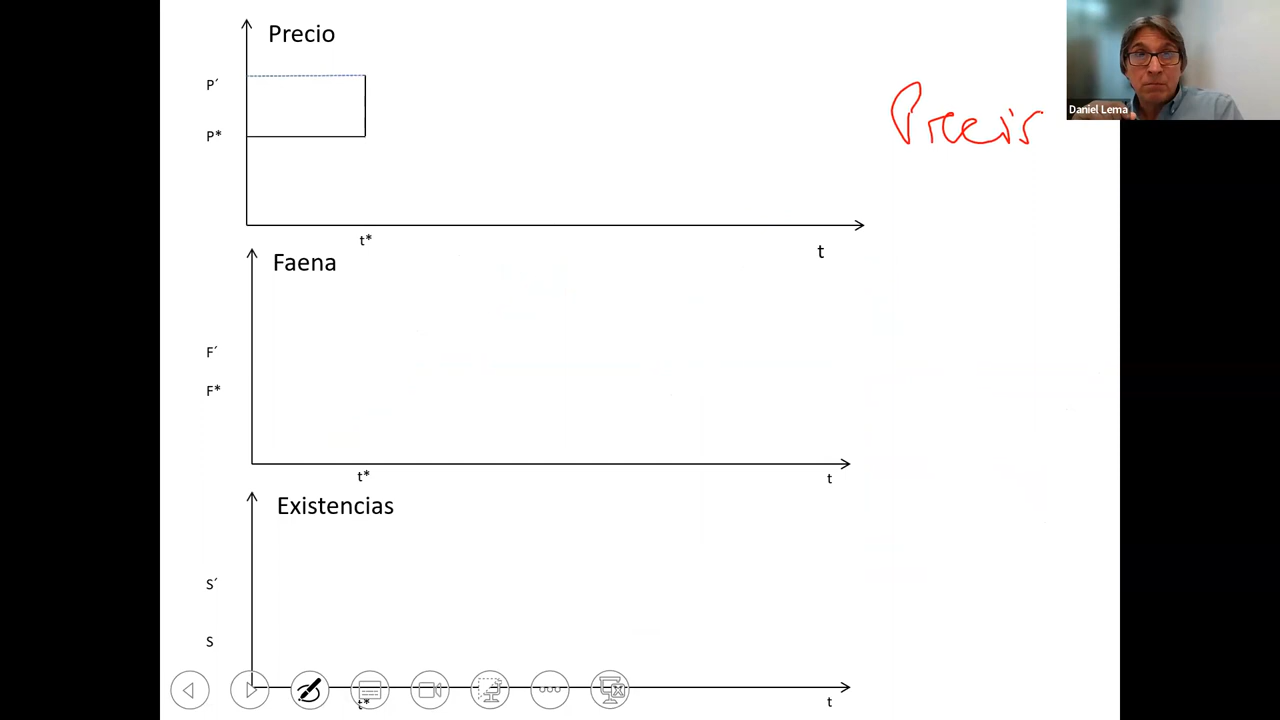 Precio
P´
P*
t*
t
Precio
Daniel Lema
Faena
F´
F*
t*
t
Existencias
S´
S
t*
t